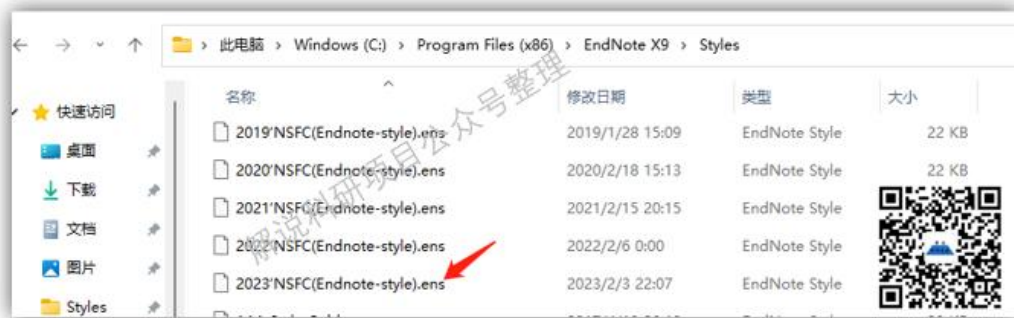 此电脑 > Windows (C:) > Program Files (x86) > EndNote X9 > Styles
名称 修改日期 类型 大小
快速访问
2019'NSFC(Endnote-style).ens 2019/1/28 15:09 EndNote Style 22 KB
桌面
2020'NSFC(Endnote-style).ens 2020/2/18 15:13 EndNote Style 22 KB
下载
2021'NSFC(Endnote-style).ens 2021/2/15 20:15 EndNote Style
文档
2022'NSFC(Endnote-style).ens 2022/2/6 0:00 EndNote Style
图片
2023'NSFC(Endnote-style).ens 2023/2/3 22:07 EndNote Style
Styles
解说科研项目公众号整理